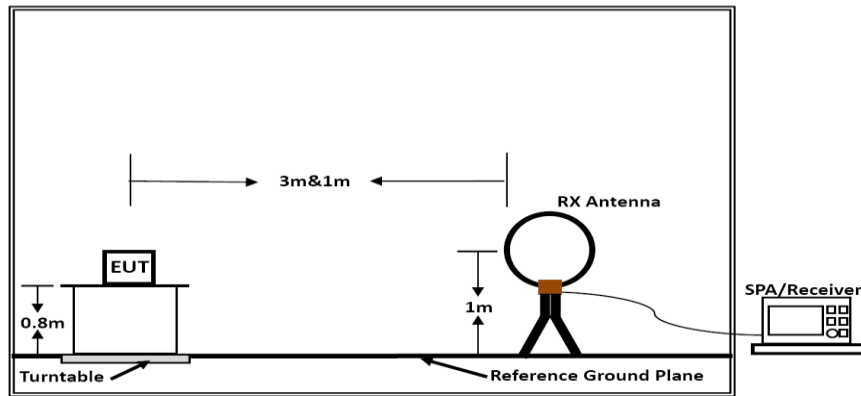 3m&1m
RX Antenna
EUT
SPA/Receiver
0.8m
1m
Turntable
Reference Ground Plane